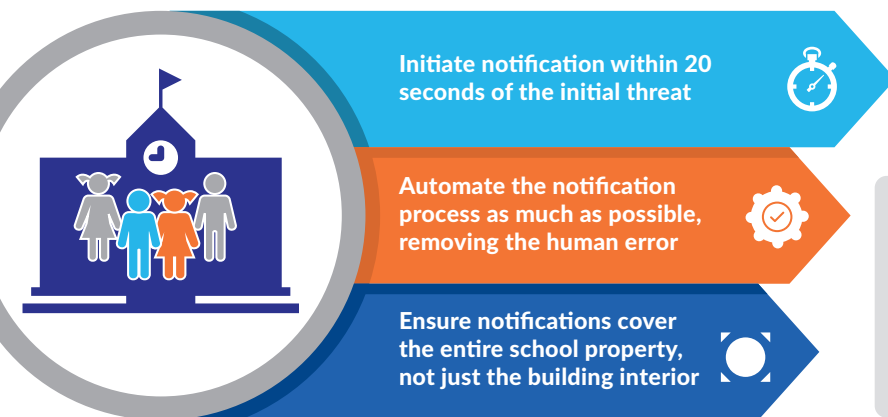 Initiate notification within 20
seconds of the initial threat
Automate the notification
process as much as possible,
removing the human error
Ensure notifications cover
the entire school property,
not just the building interior